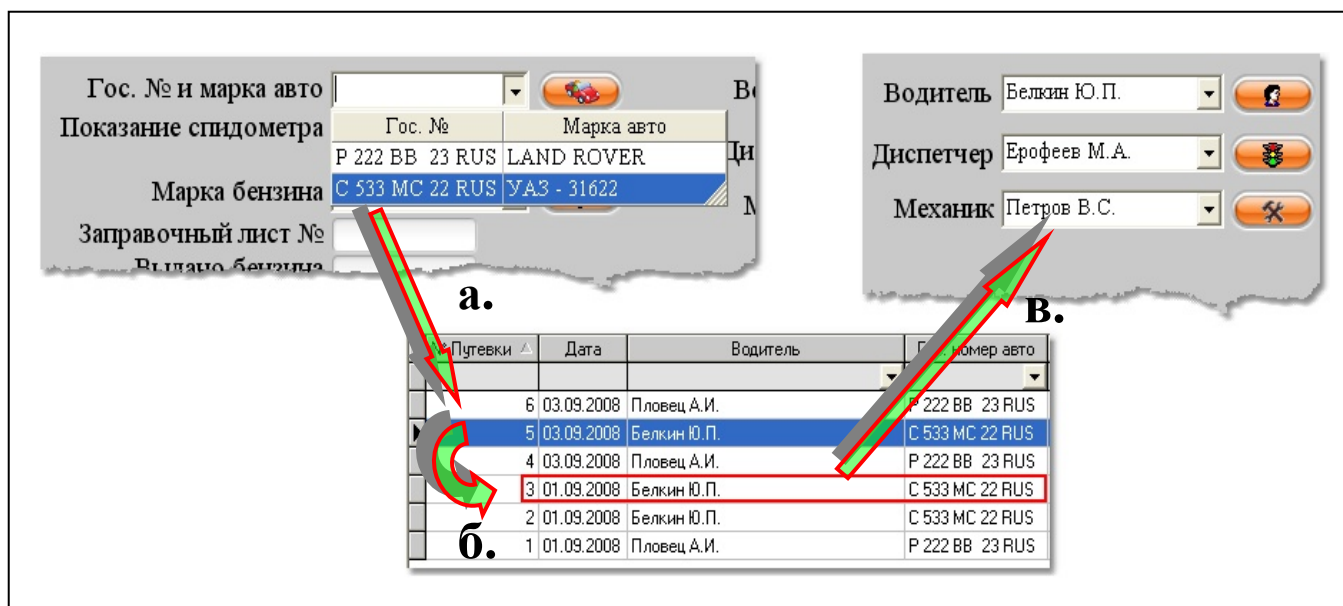 Гос. № и марка авто
Показание спидометра
Гос. № Марка авто
Р 222 ВВ 23 RUS LAND ROVER
С 533 МС 22 RUS УАЗ - 31622
Марка бензина
Заправочный лист №
Выдано бензина
Водитель Белкин Ю.П.
Диспетчер Ерофеев М.А.
Механик Петров В.С.
а.
в.
Путевки Дата Водитель номер авто
6 03.09.2008 Пловец А.И. Р 222 ВВ 23 RUS
5 03.09.2008 Белкин Ю.П. С 533 МС 22 RUS
4 03.09.2008 Пловец А.И. Р 222 ВВ 23 RUS
3 01.09.2008 Белкин Ю.П. С 533 МС 22 RUS
2 01.09.2008 Белкин Ю.П. С 533 МС 22 RUS
б.
1 01.09.2008 Пловец А.И. Р 222 ВВ 23 RUS